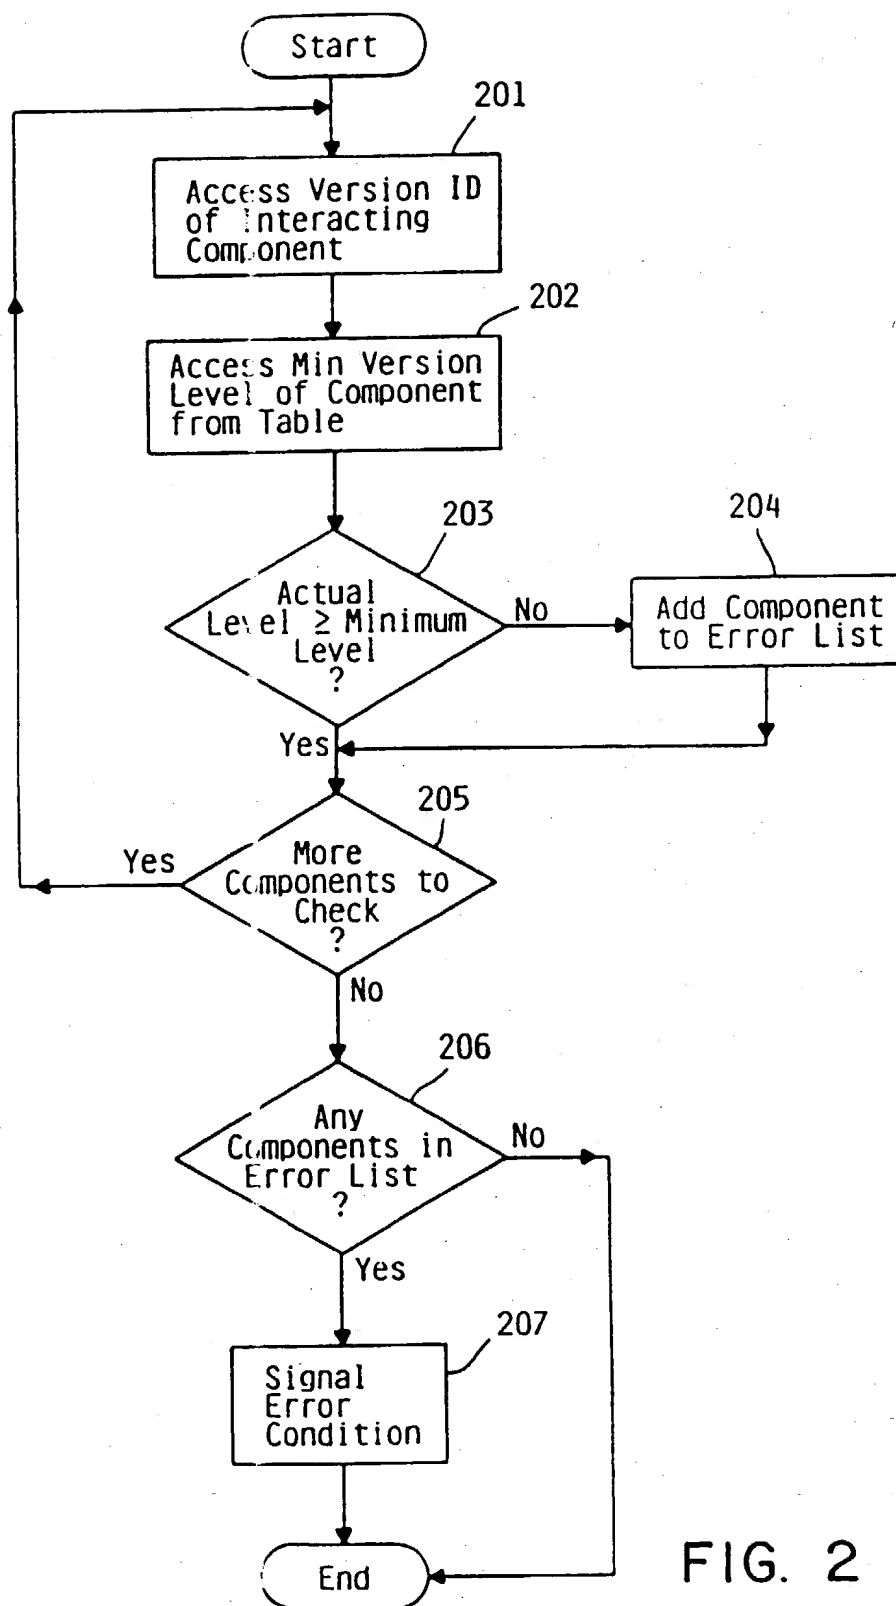 Start
201
Access Version ID
of Interacting
Component
202
Access Min Version
Level of Component
from Table
203
204
Actual
Level ≥ Minimum
Level
?
No
Add Component
to Error List
Yes
205
More
Components to
Check
?
Yes
No
206
Any
Components in
Error List
?
No
Yes
207
Signal
Error
Condition
End
FIG. 2